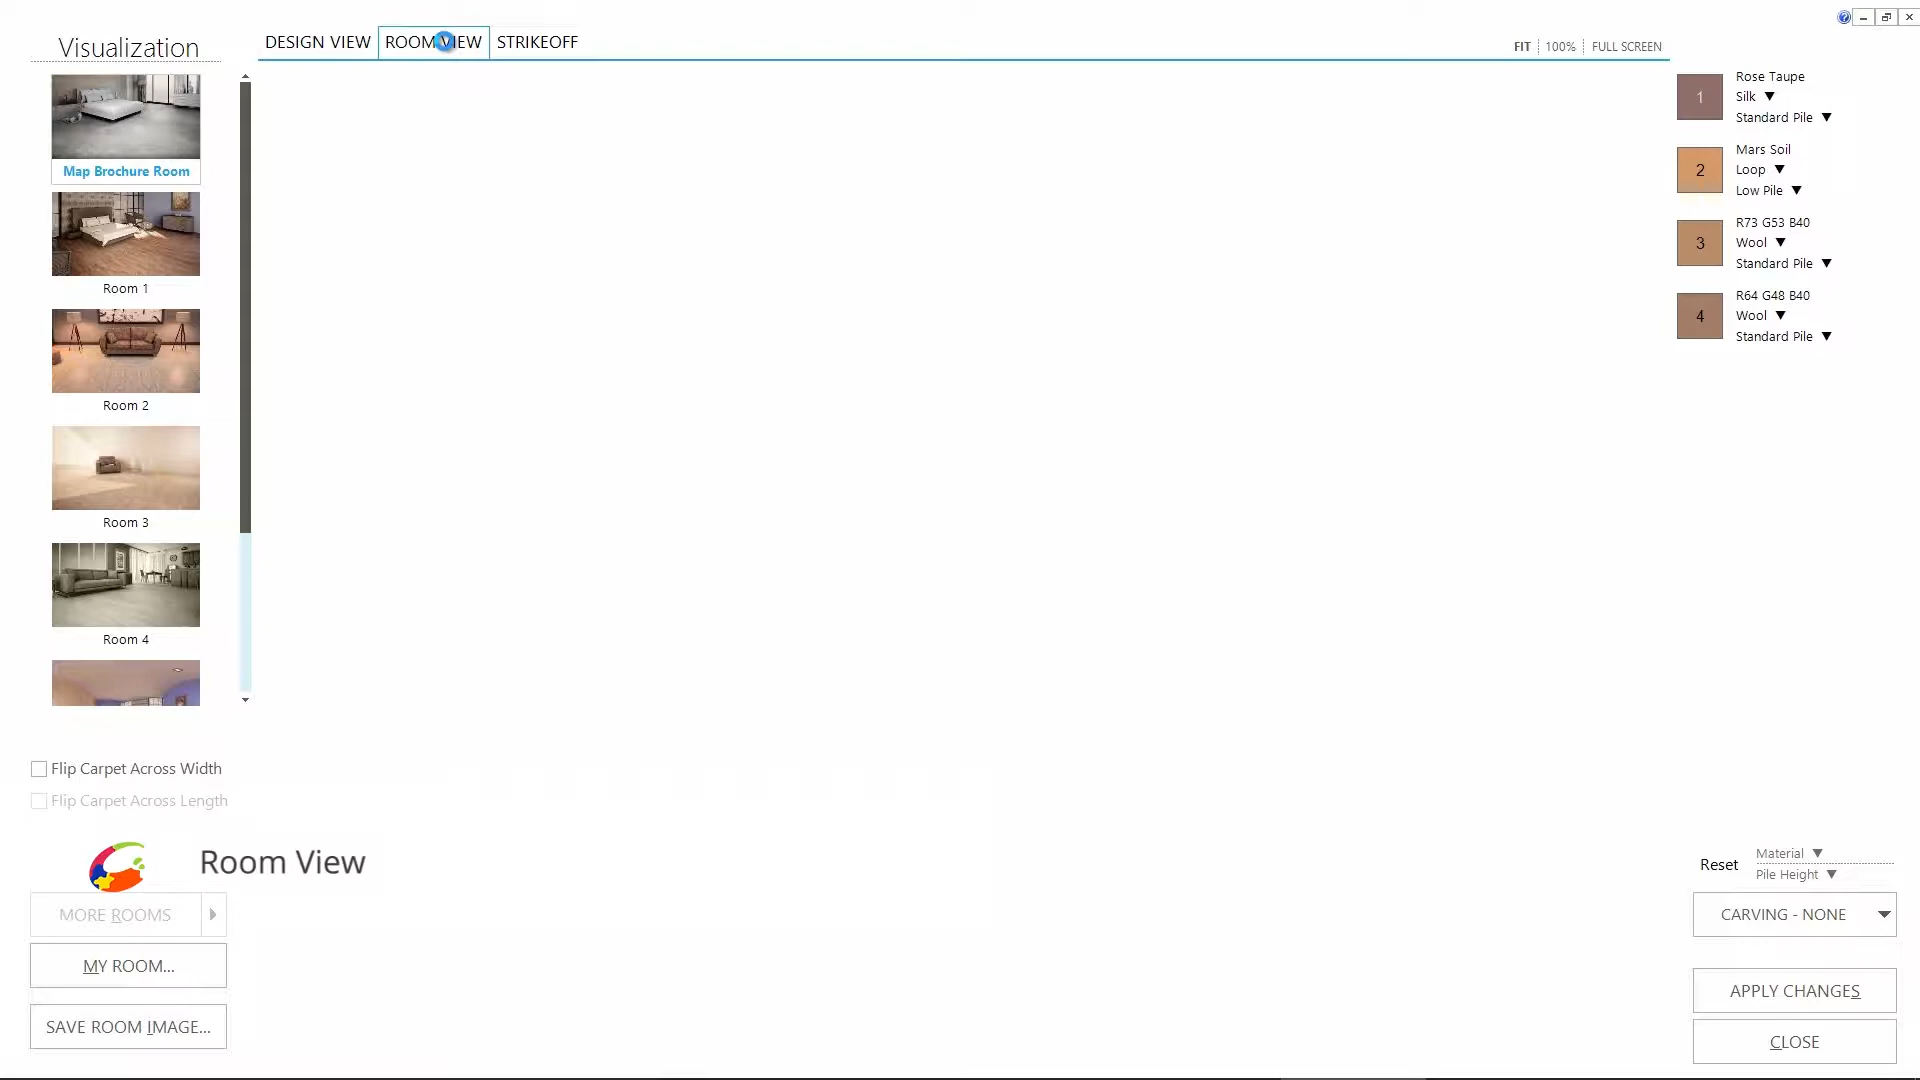 Visualization
DESIGN VIEW
ROOM VIEW
STRIKEOFF
FIT
100%
FULL SCREEN
Map Brochure Room
Room 1
Room 2
Room 3
Room 4
Flip Carpet Across Width
Flip Carpet Across Length
Room View
MORE ROOMS
MY ROOM...
SAVE ROOM IMAGE...
1
Rose Taupe
Silk
Standard Pile
2
Mars Soil
Loop
Low Pile
3
R73 G53 B40
Wool
Standard Pile
4
R64 G48 B40
Wool
Standard Pile
Reset
Material
Pile Height
CARVING - NONE
APPLY CHANGES
CLOSE